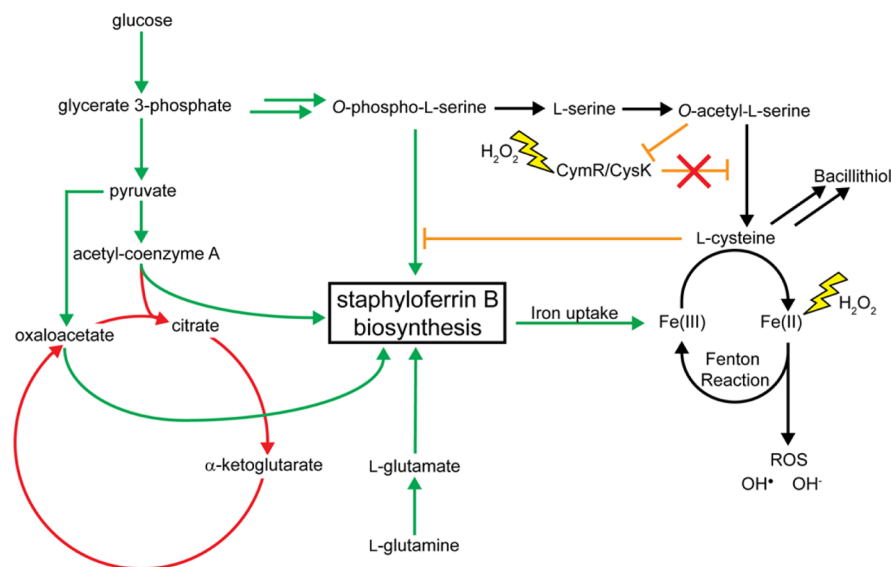 glucose
glycerate 3-phosphate
O-phospho-L-serine
L-serine
O-acetyl-L-serine
H2O2
CymR/CysK
Bacillithiol
pyruvate
L-cysteine
acetyl-coenzyme A
staphyloferrin B
biosynthesis
Iron uptake
Fe(III)
Fe(II)
H2O2
oxaloacetate
citrate
Fenton
Reaction
α-ketoglutarate
L-glutamate
ROS
OH• OH-
L-glutamine